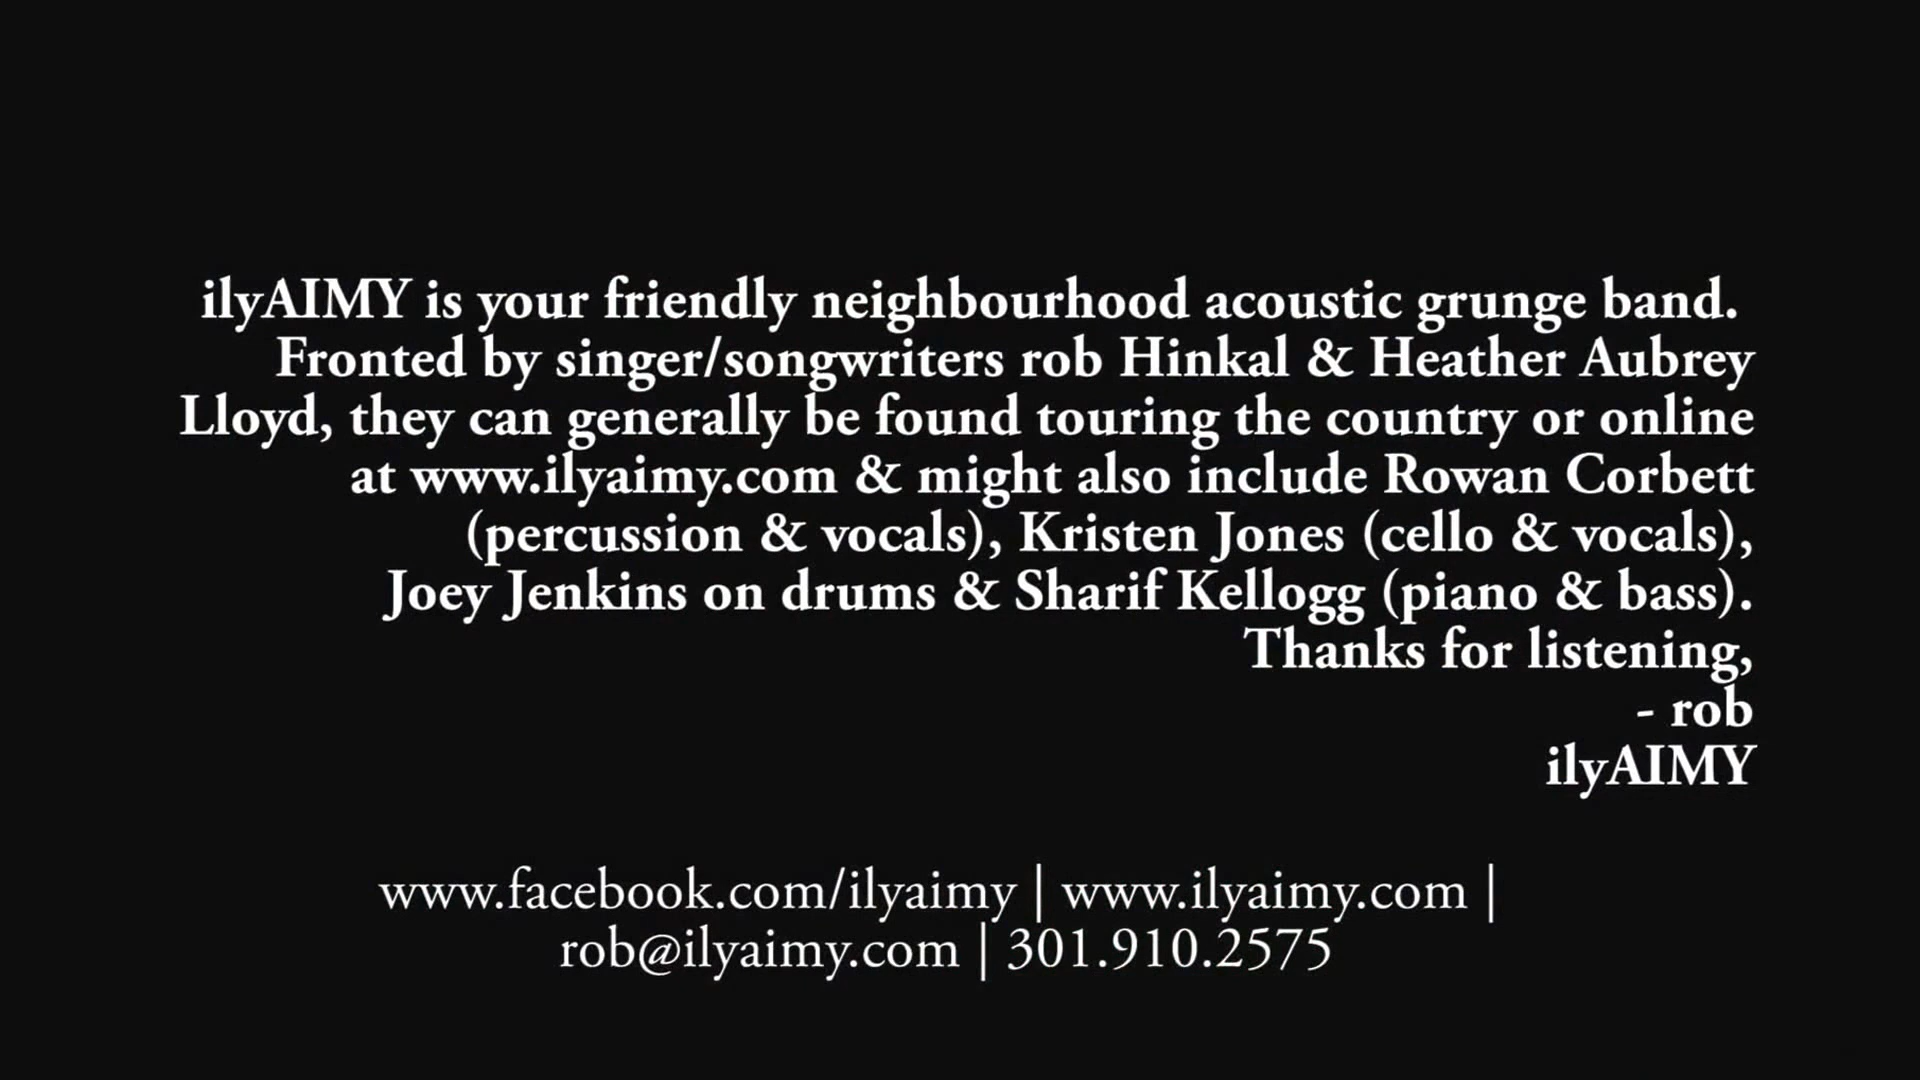 ilyAIMY is your friendly neighbourhood acoustic grunge band.
Fronted by singer/songwriters rob Hinkal & Heather Aubrey
Lloyd, they can generally be found touring the country or online
at www.ilyaimy.com & might also include Rowan Corbett
(percussion & vocals), Kristen Jones (cello & vocals),
Joey Jenkins on drums & Sharif Kellogg (piano & bass).
Thanks for listening,
- rob
ilyAIMY
www.facebook.com/ilyaimy | www.ilyaimy.com |
rob@ilyaimy.com | 301.910.2575